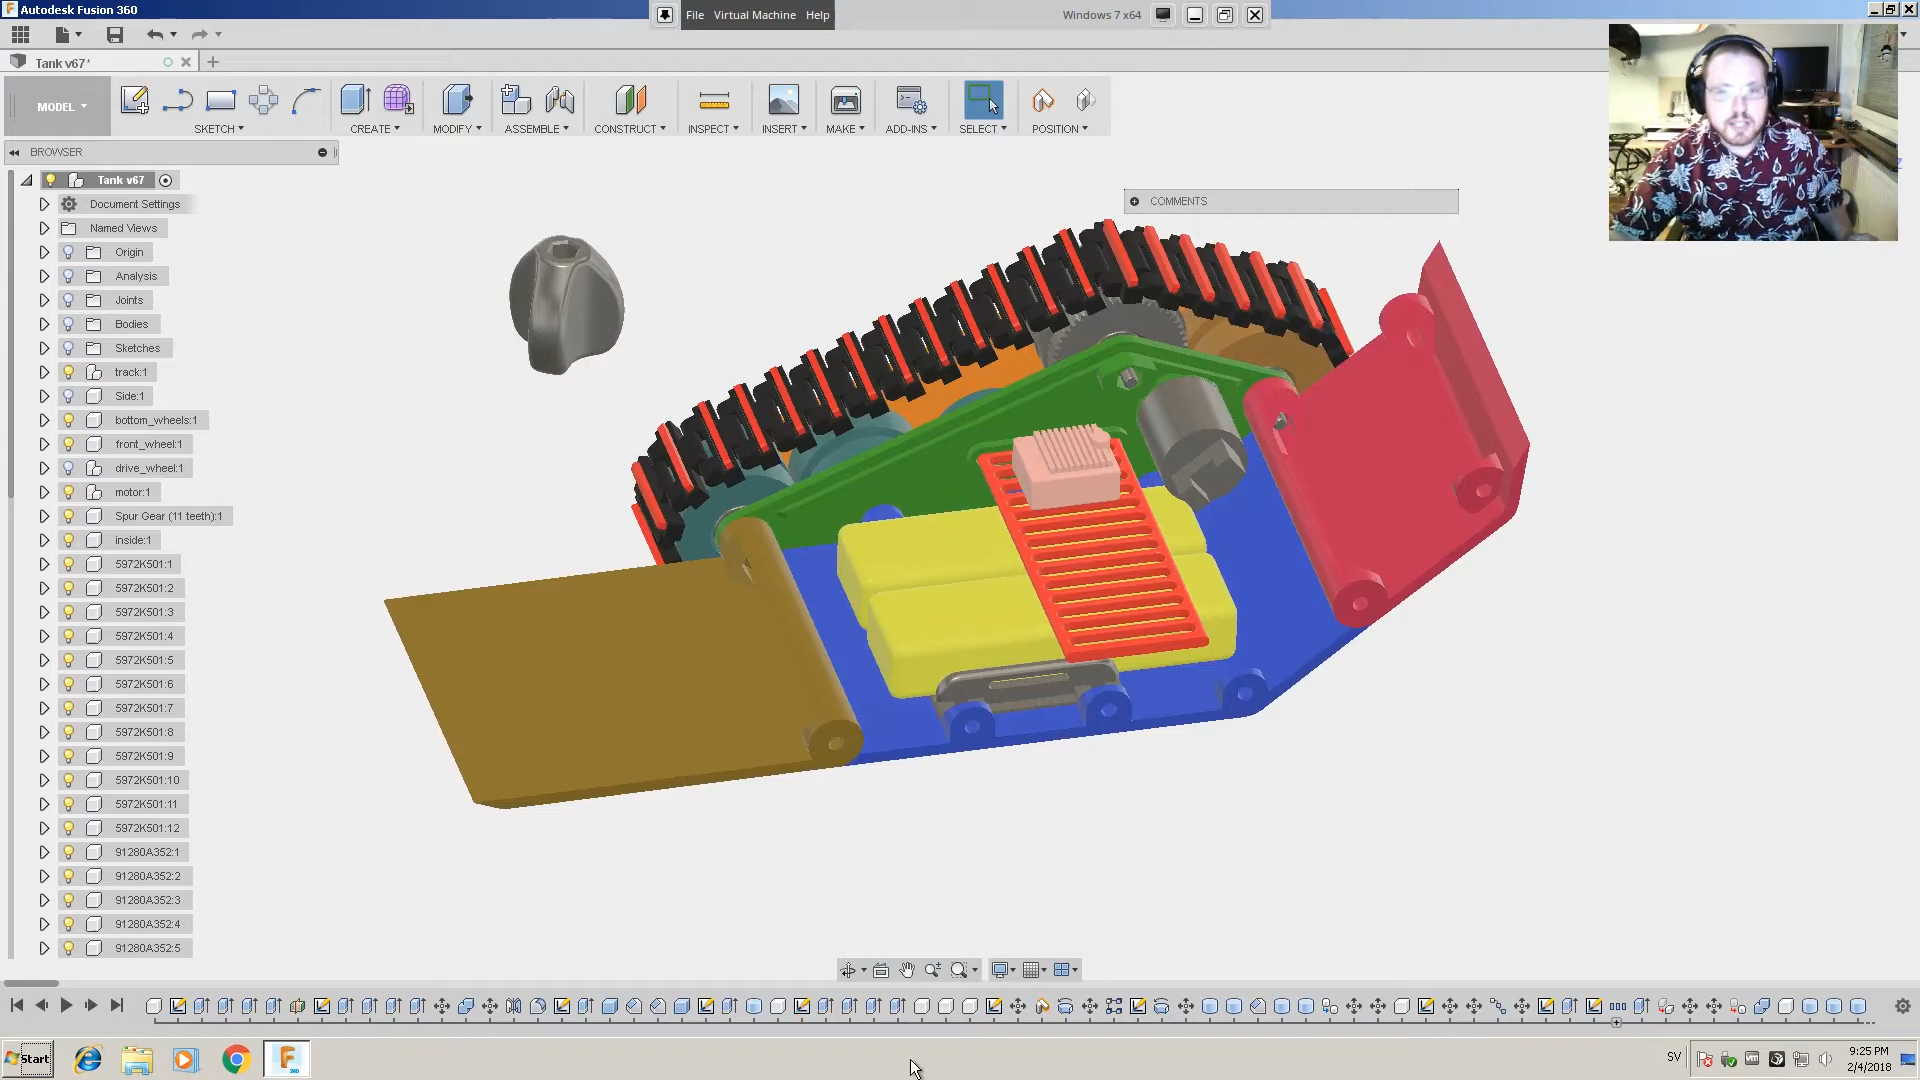 Autodesk Fusion 360
File Virtual Machine Help
Windows 7 x64
Tank v67*
MODEL
SKETCH
CREATE
MODIFY
ASSEMBLE
CONSTRUCT
INSPECT
INSERT
MAKE
ADD-INS
SELECT
POSITION
BROWSER
COMMENTS
Tank v67
Document Settings
Named Views
Origin
Analysis
Joints
Bodies
Sketches
track:1
Side:1
bottom_wheels:1
front_wheel:1
drive_wheel:1
motor:1
Spur Gear (11 teeth):1
inside:1
5972K501:1
5972K501:2
5972K501:3
5972K501:4
5972K501:5
5972K501:6
5972K501:7
5972K501:8
5972K501:9
5972K501:10
5972K501:11
5972K501:12
91280A352:1
91280A352:2
91280A352:3
91280A352:4
91280A352:5
Start
SV
9:25 PM
2/4/2018